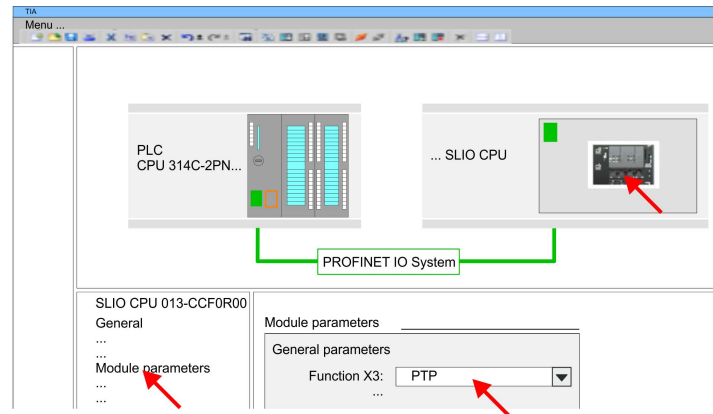 TIA
Menu ...
PLC
CPU 314C-2PN...
... SLIO CPU
PROFINET IO System
SLIO CPU 013-CCF0R00
General
...
...
Module parameters
...
...
Module parameters
General parameters
Function X3: PTP
...